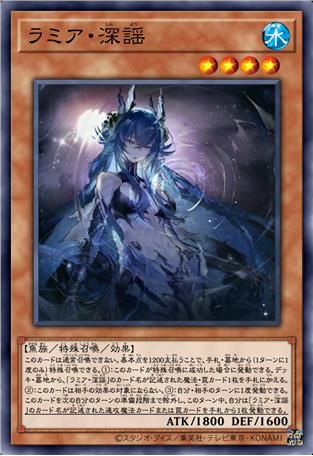 ラミア・深謡
しん よう
水
【魚族／特殊召喚／効果】
このカードは通常召喚できない。基本点を1200支払うことで、手札・墓地から(1ターンに1
度のみ)特殊召喚できる。①:このカードが特殊召喚に成功した場合に発動できる。デッ
キ・墓地から、「ラミア・深謡」のカード名が記述された魔法・罠カード1枚を手札に加える。
②:このカードは相手の効果の対象にならない。③:自分・相手のターンに1度発動できる。
このカードを次の自分のターンの準備段階まで除外し、このターン中、自分は「ラミア・深謡」
のカード名が記述された速攻魔法カードまたは罠カードを手札から1枚発動できる。
ATK/1800 DEF/1600
©スタジオ・ダイス／集英社・テレビ東京・KONAMI